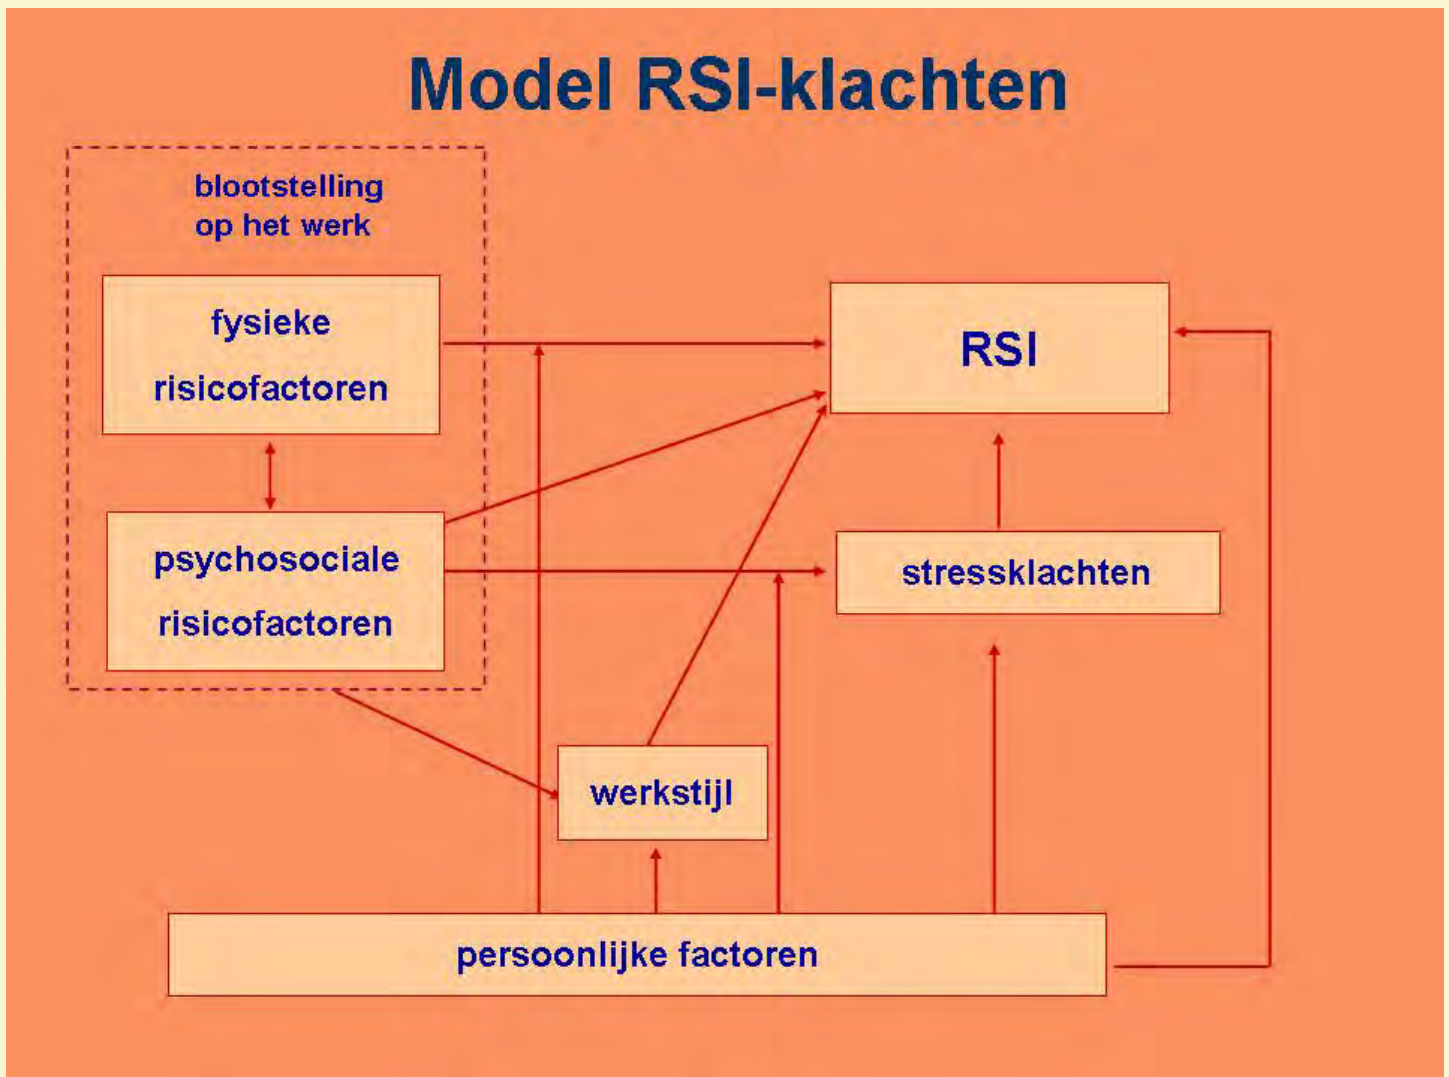 Model RSI-klachten
blootstelling
op het werk
fysieke
risicofactoren
RSI
psychosociale
risicofactoren
stressklachten
werkstijl
persoonlijke factoren